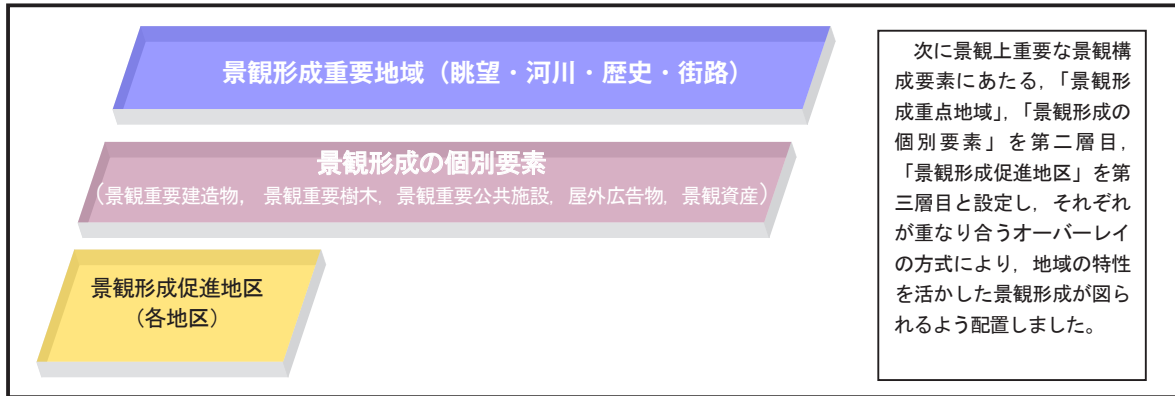 景観形成重要地域（眺望・河川・歴史・街路）
景観形成の個別要素
（景観重要建造物，景観重要樹木，景観重要公共施設，屋外広告物，景観資産）
景観形成促進地区
（各地区）
次に景観上重要な景観構
成要素にあたる，「景観形
成重点地域」，「景観形成の
個別要素」を第二層目，
「景観形成促進地区」を第
三層目と設定し，それぞれ
が重なり合うオーバーレイ
の方式により，地域の特性
を活かした景観形成が図ら
れるよう配置しました。